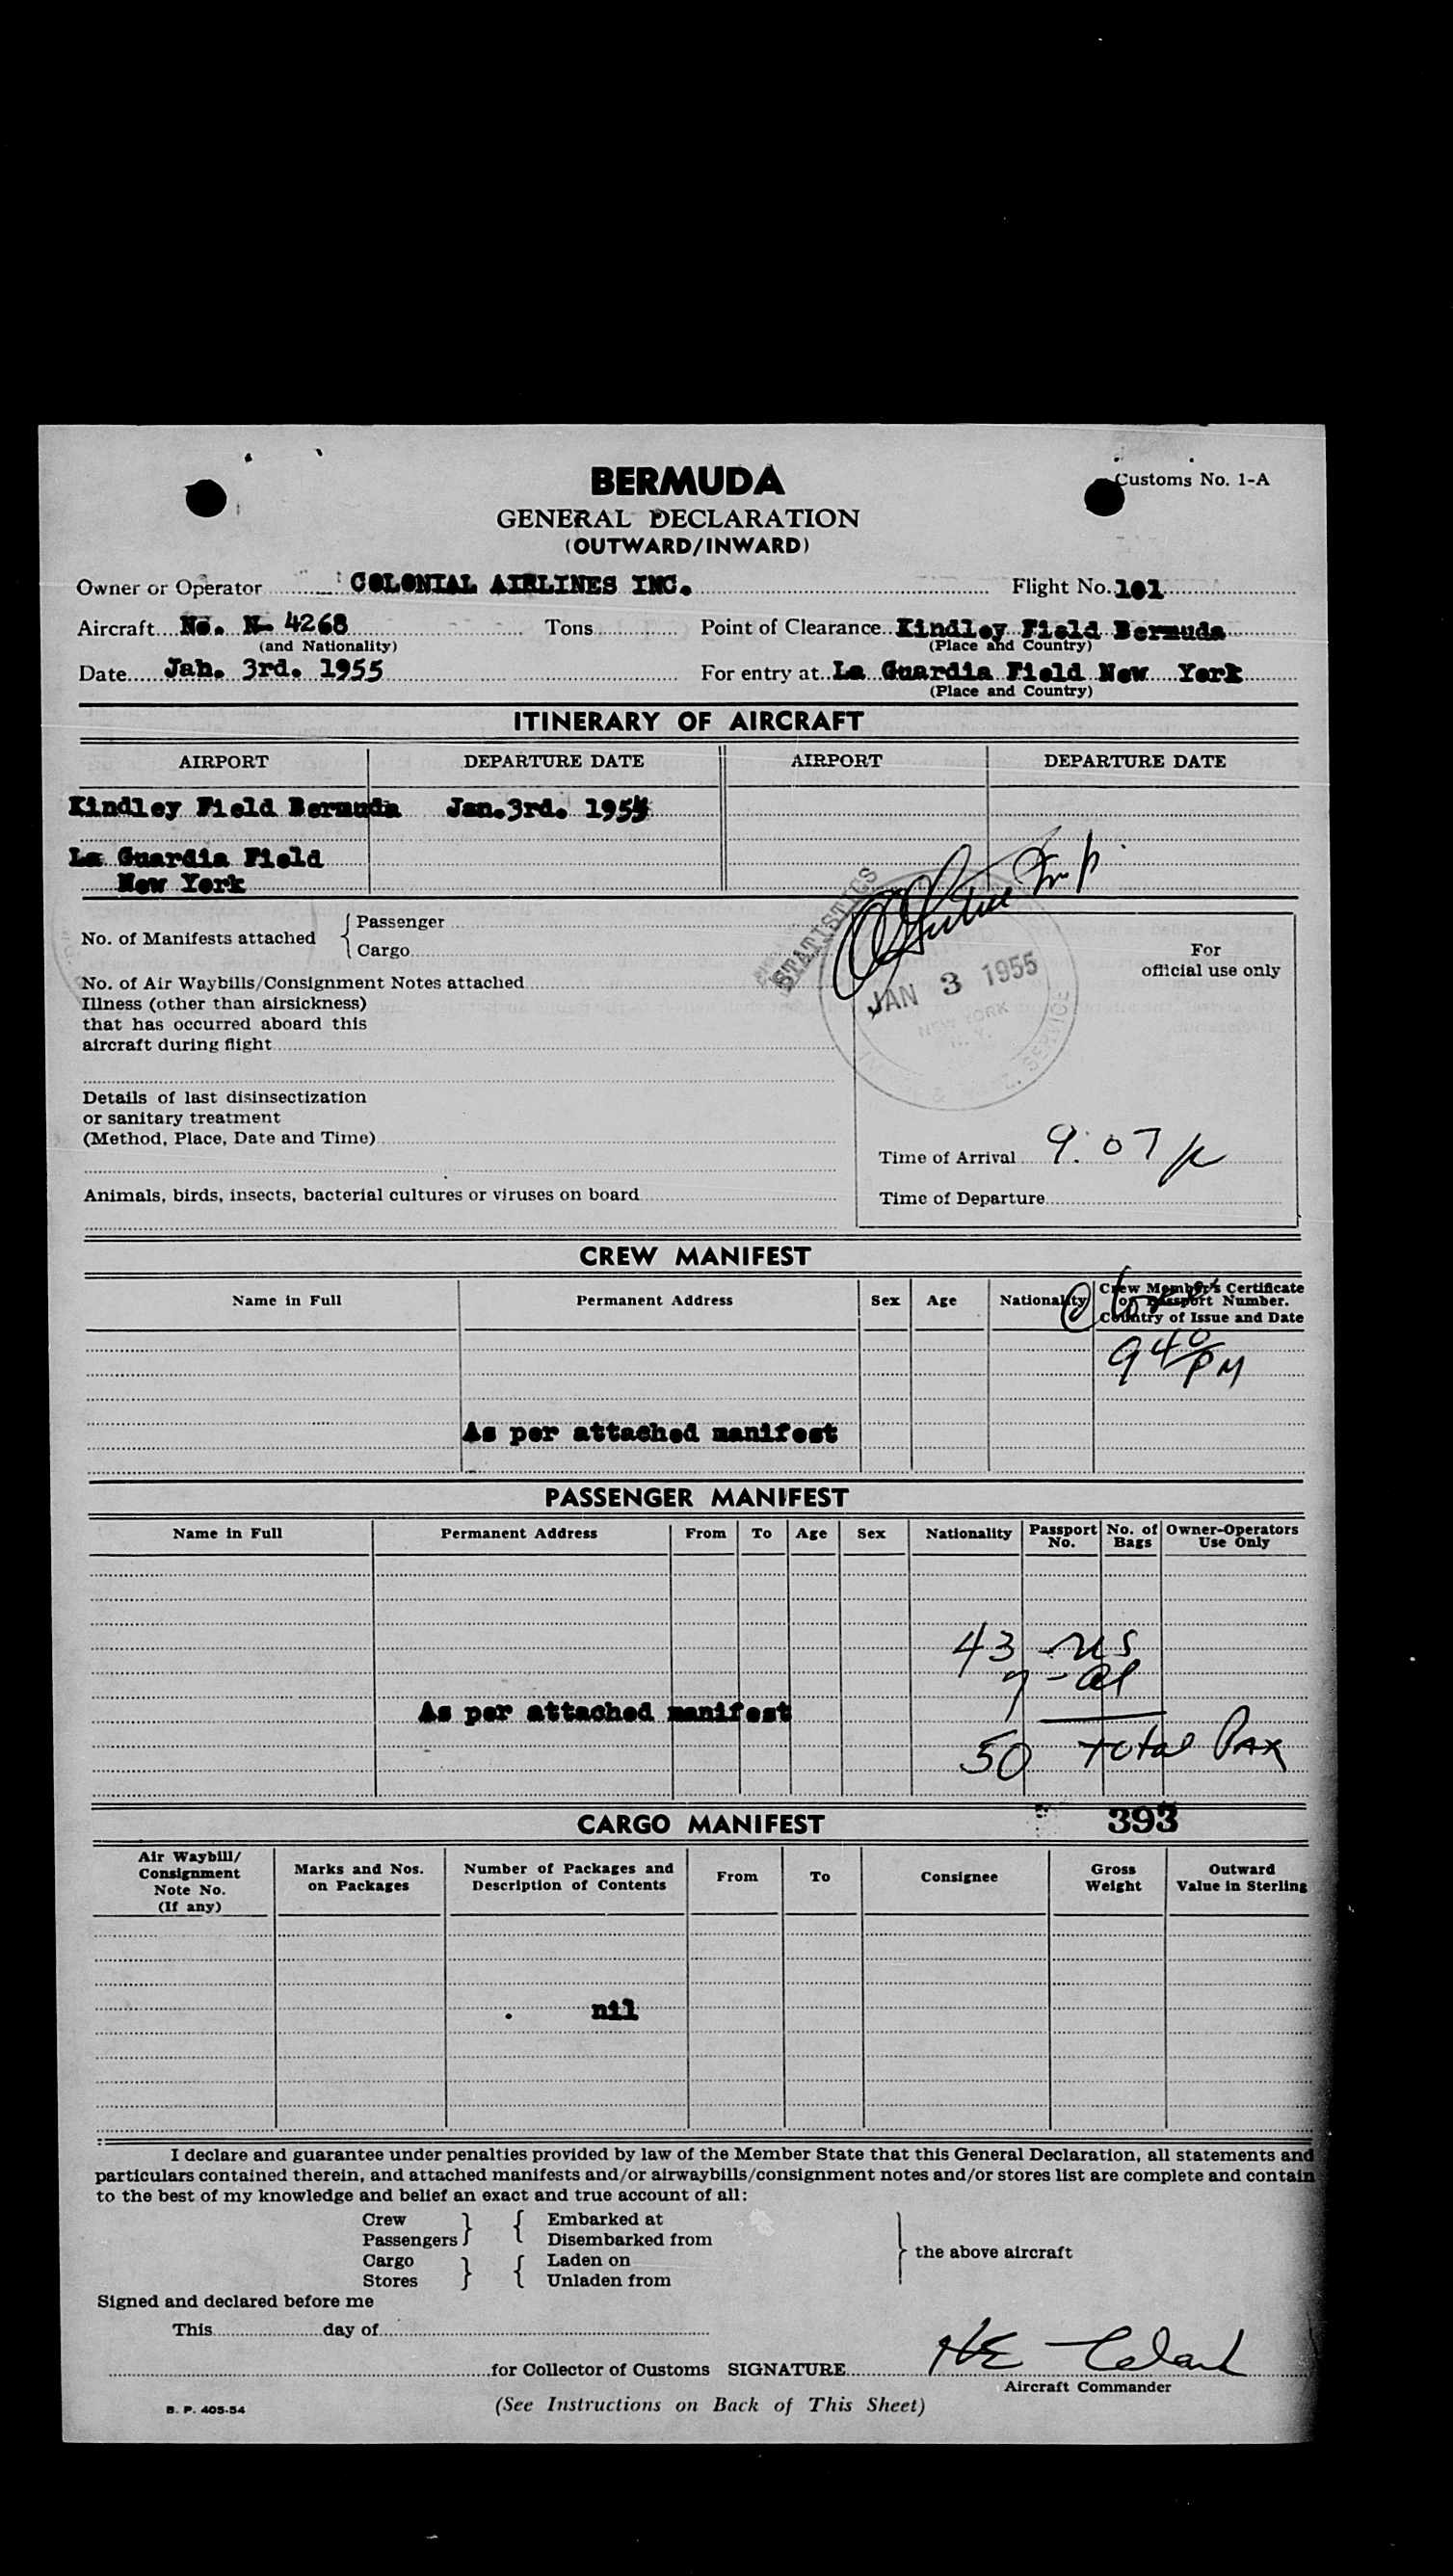 BERMUDA
Customs No. 1-A
GENERAL DECLARATION
(OUTWARD/INWARD)
Owner or Operator COLONIAL AIRLINES INC. Flight No. 101
Aircraft No. N- 4268 Tons Point of Clearance Kindley Field Bermuda
(and Nationality) (Place and Country)
Date Jan. 3rd. 1955 For entry at La Guardia Field New York
(Place and Country)
ITINERARY OF AIRCRAFT
AIRPORT DEPARTURE DATE AIRPORT DEPARTURE DATE
Kindley Field Bermuda Jan.3rd. 1955
La Guardia Field
New York
No. of Manifests attached { Passenger
Cargo
STATISTICS
For
official use only
JAN 3 1955
NEW YORK
N. Y.
No. of Air Waybills/Consignment Notes attached
Illness (other than airsickness)
that has occurred aboard this
aircraft during flight
Details of last disinsectization
or sanitary treatment
(Method, Place, Date and Time)
Time of Arrival 9:07 p
Animals, birds, insects, bacterial cultures or viruses on board
Time of Departure
CREW MANIFEST
Name in Full Permanent Address Sex Age Nationality Crew Member's Certificate
or Passport Number.
Country of Issue and Date
9 40 PM
As per attached manifest
PASSENGER MANIFEST
Name in Full Permanent Address From To Age Sex Nationality Passport No. No. of Bags Owner-Operators Use Only
43 - US
7 - al
As per attached manifest
50 total Pax
393
CARGO MANIFEST
Air Waybill/ Consignment Note No. (If any) Marks and Nos. on Packages Number of Packages and Description of Contents From To Consignee Gross Weight Outward Value in Sterling
nil
I declare and guarantee under penalties provided by law of the Member State that this General Declaration, all statements and
particulars contained therein, and attached manifests and/or airwaybills/consignment notes and/or stores list are complete and contain
to the best of my knowledge and belief an exact and true account of all:
Crew } { Embarked at
Passengers Disembarked from
Cargo } { Laden on } the above aircraft
Stores Unladen from
Signed and declared before me
This day of
for Collector of Customs SIGNATURE
Aircraft Commander
B. P. 405-54 (See Instructions on Back of This Sheet)